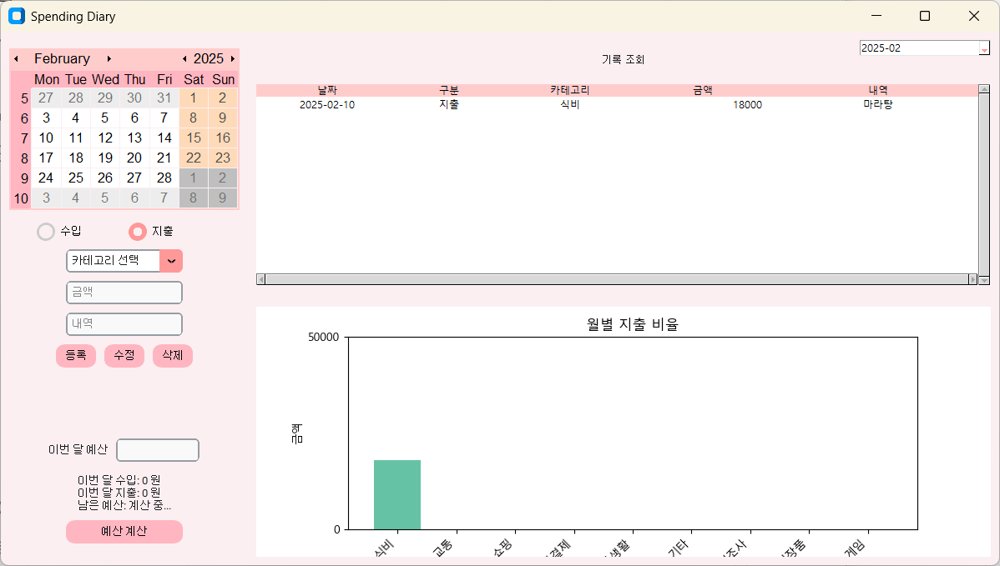 Spending Diary
February 2025
Mon Tue Wed Thu Fri Sat Sun
5 27 28 29 30 31 1 2
6 3 4 5 6 7 8 9
7 10 11 12 13 14 15 16
8 17 18 19 20 21 22 23
9 24 25 26 27 28 1 2
10 3 4 5 6 7 8 9
수입 지출
카테고리 선택
금액
내역
등록 수정 삭제
이번 달 예산
이번 달 수입: 0 원
이번 달 지출: 0 원
남은 예산: 계산 중...
예산 계산
기록 조회
2025-02
날짜 구분 카테고리 금액 내역
2025-02-10 지출 식비 18000 마라탕
월별 지출 비율
50000
금액
0
식비 교통 쇼핑 결제 생활 기타 조사 장품 게임